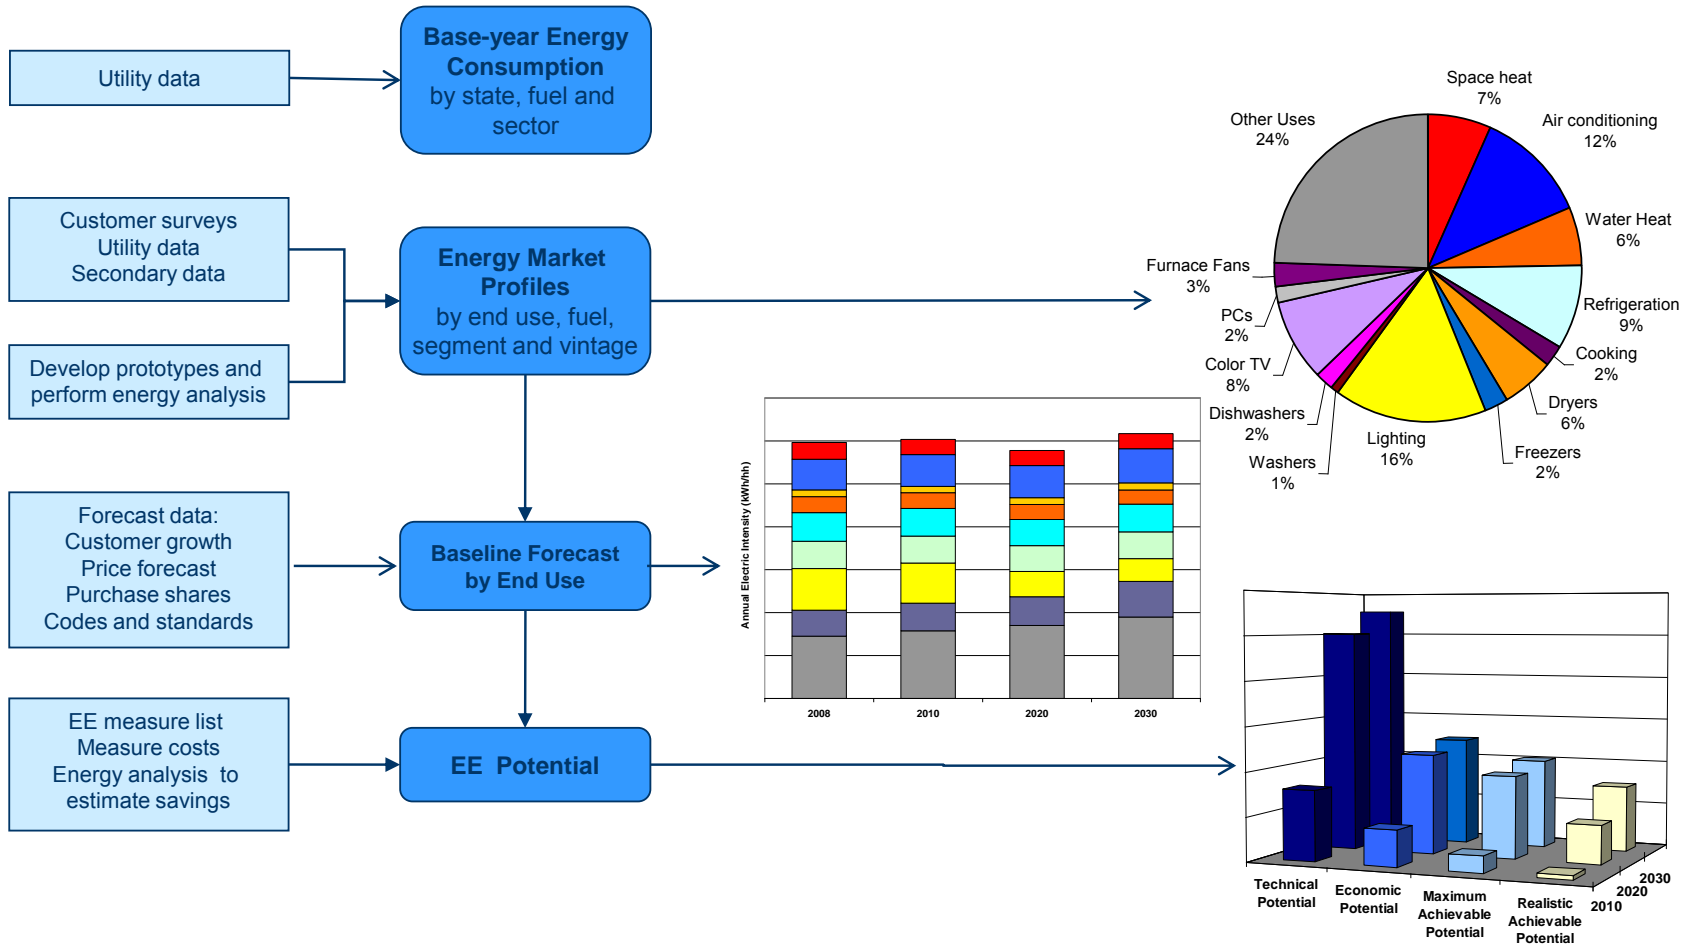 Utility data
Base-year Energy
Consumption
by state, fuel and
sector
Customer surveys
Utility data
Secondary data
Develop prototypes and
perform energy analysis
Energy Market
Profiles
by end use, fuel,
segment and vintage
Forecast data:
Customer growth
Price forecast
Purchase shares
Codes and standards
Baseline Forecast
by End Use
EE measure list
Measure costs
Energy analysis to
estimate savings
EE Potential
Space heat
7%
Air conditioning
12%
Water Heat
6%
Refrigeration
9%
Cooking
2%
Dryers
6%
Freezers
2%
Lighting
16%
Washers
1%
Dishwashers
2%
Color TV
8%
PCs
2%
Furnace Fans
3%
Other Uses
24%
Annual Electric Intensity (kWh/hh)
2008
2010
2020
2030
Technical
Potential
Economic
Potential
Maximum
Achievable
Potential
Realistic
Achievable
Potential
2010
2020
2030